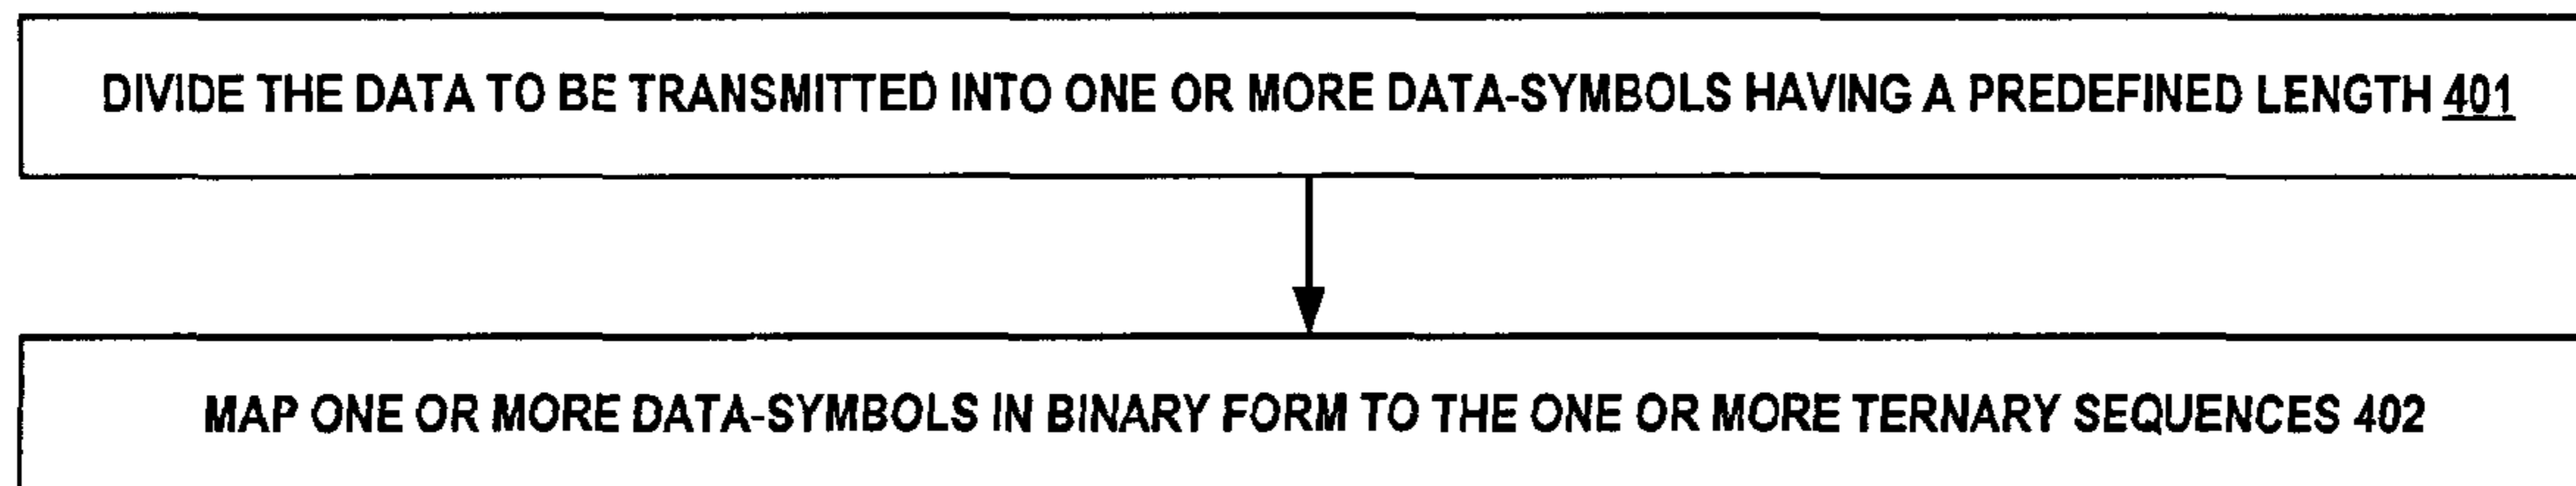 DIVIDE THE DATA TO BE TRANSMITTED INTO ONE OR MORE DATA-SYMBOLS HAVING A PREDEFINED LENGTH 401
MAP ONE OR MORE DATA-SYMBOLS IN BINARY FORM TO THE ONE OR MORE TERNARY SEQUENCES 402